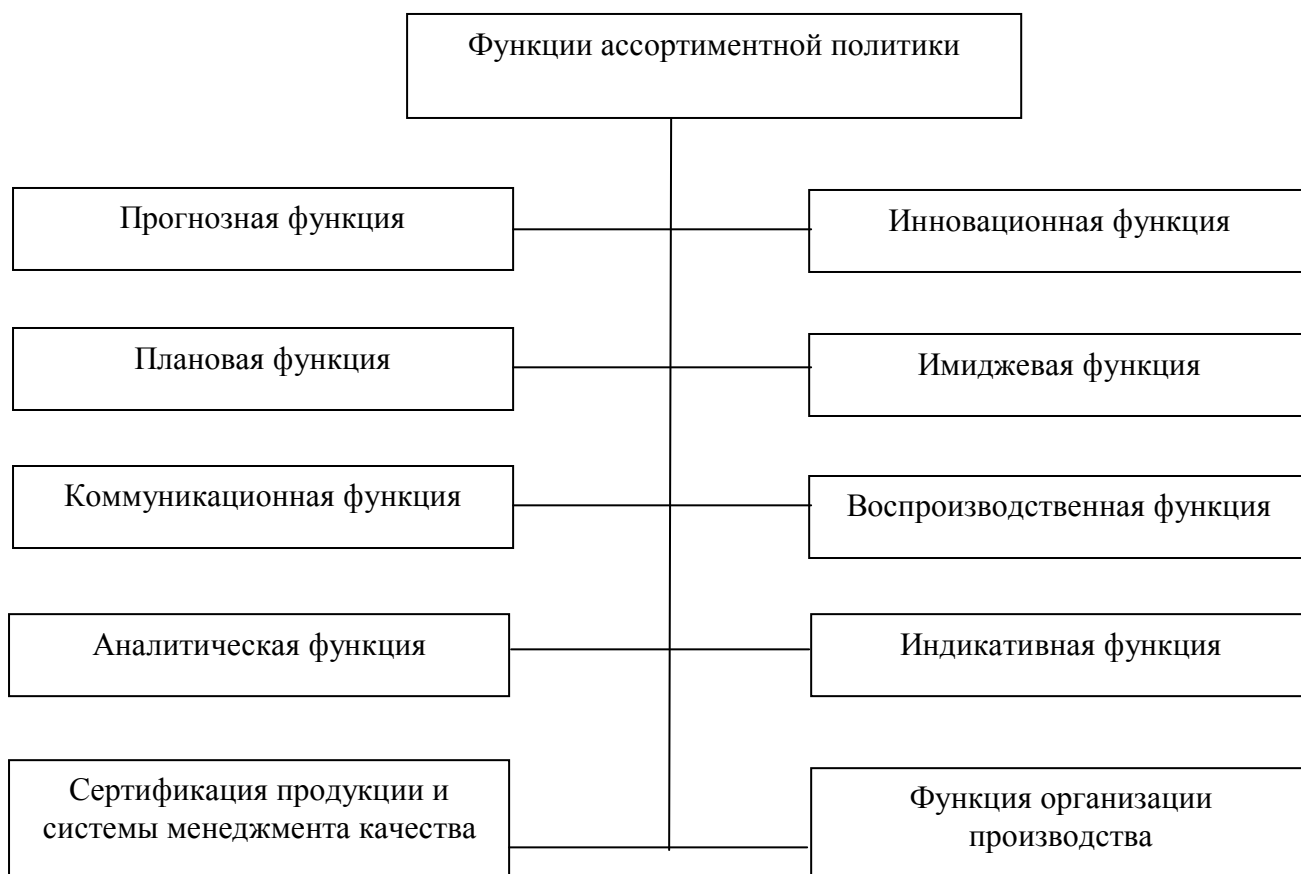 Функции ассортиментной политики
Прогнозная функция
Инновационная функция
Плановая функция
Имиджевая функция
Коммуникационная функция
Воспроизводственная функция
Аналитическая функция
Индикативная функция
Сертификация продукции и
системы менеджмента качества
Функция организации
производства